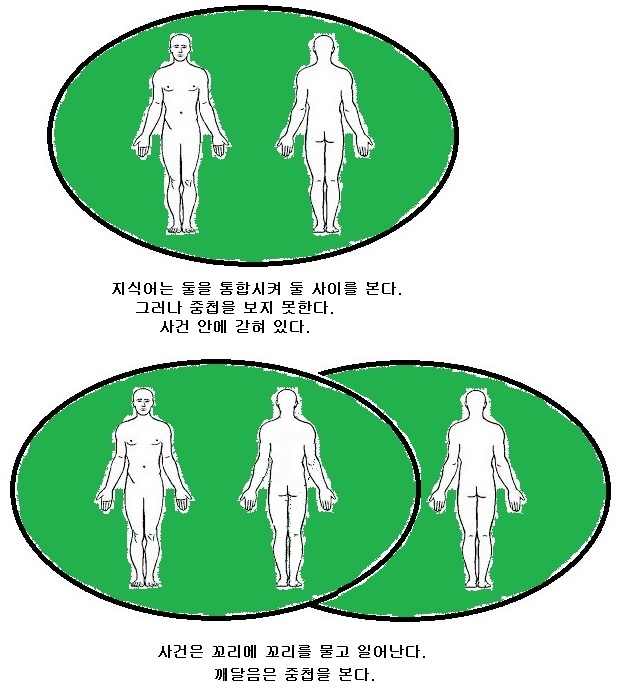 지식어는 둘을 통합시켜 둘 사이를 본다.
그러나 중첩을 보지 못한다.
사건 안에 갇혀 있다.
사건은 꼬리에 꼬리를 물고 일어난다.
깨달음은 중첩을 본다.